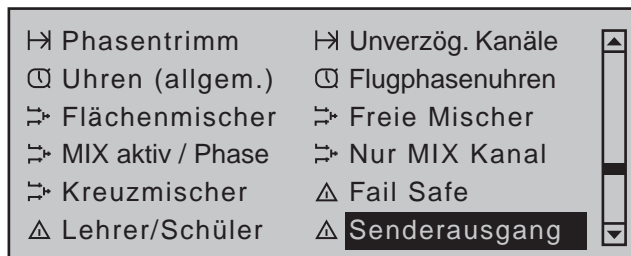 Phasentrimm Unverzög. Kanäle
Uhren (allgem.) Flugphasenuhren
Flächenmischer Freie Mischer
MIX aktiv / Phase Nur MIX Kanal
Kreuzmischer Fail Safe
Lehrer/Schüler Senderausgang